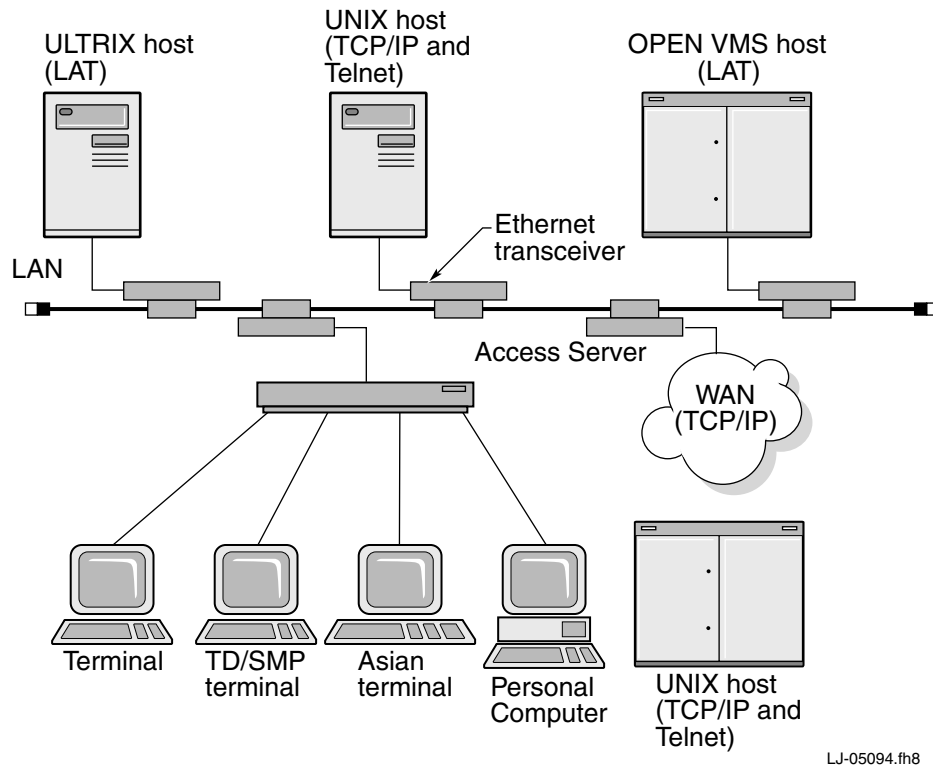 ULTRIX host
(LAT)
UNIX host
(TCP/IP and
Telnet)
OPEN VMS host
(LAT)
Ethernet
transceiver
LAN
Access Server
WAN
(TCP/IP)
Terminal
TD/SMP
terminal
Asian
terminal
Personal
Computer
UNIX host
(TCP/IP and
Telnet)
LJ-05094.fh8